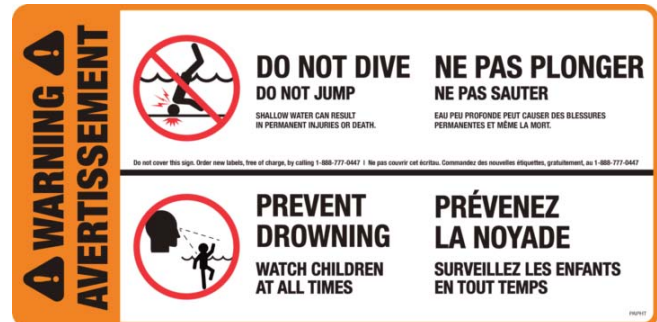 WARNING
AVERTISSEMENT
DO NOT DIVE
DO NOT JUMP
SHALLOW WATER CAN RESULT
IN PERMANENT INJURIES OR DEATH.
NE PAS PLONGER
NE PAS SAUTER
EAU PEU PROFONDE PEUT CAUSER DES BLESSURES
PERMANENTES ET MÊME LA MORT.
Do not cover this sign. Order new labels, free of charge, by calling 1-888-777-0447 | Ne pas couvrir cet écritau. Commandez des nouvelles étiquettes, gratuitement, au 1-888-777-0447
PREVENT
DROWNING
WATCH CHILDREN
AT ALL TIMES
PRÉVENEZ
LA NOYADE
SURVEILLEZ LES ENFANTS
EN TOUT TEMPS